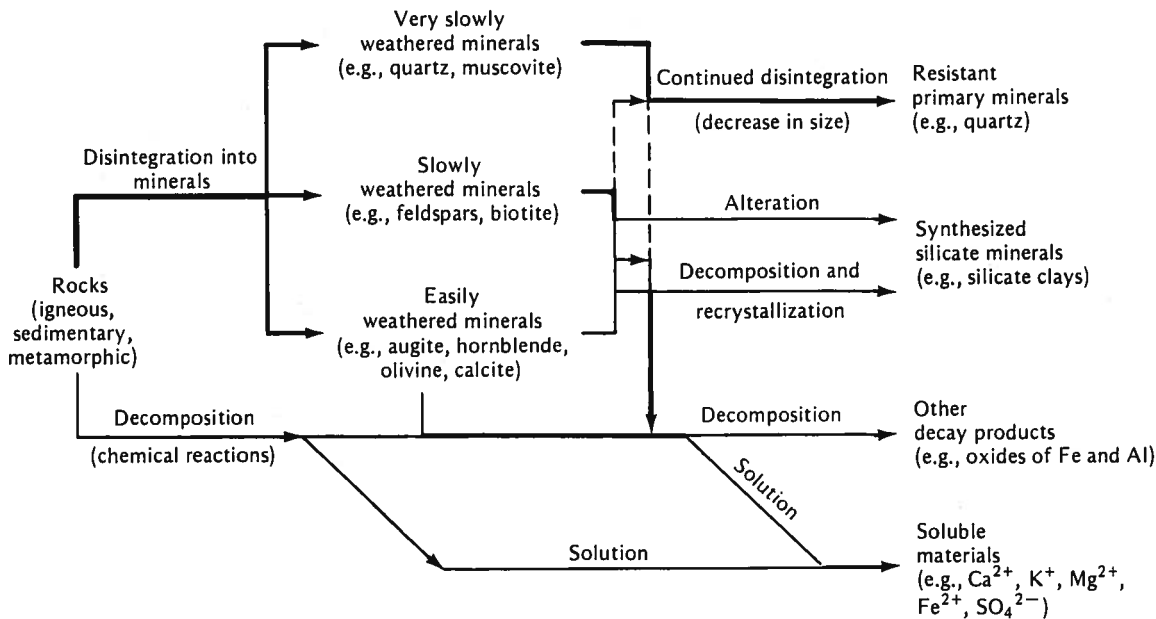 Very slowly
weathered minerals
(e.g., quartz, muscovite)
Continued disintegration
(decrease in size)
Resistant
primary minerals
(e.g., quartz)
Disintegration into
minerals
Slowly
weathered minerals
(e.g., feldspars, biotite)
Alteration
Synthesized
silicate minerals
(e.g., silicate clays)
Decomposition and
recrystallization
Rocks
(igneous,
sedimentary,
metamorphic)
Easily
weathered minerals
(e.g., augite, hornblende,
olivine, calcite)
Decomposition
(chemical reactions)
Decomposition
Other
decay products
(e.g., oxides of Fe and Al)
Solution
Solution
Soluble
materials
(e.g., Ca²⁺, K⁺, Mg²⁺,
Fe²⁺, SO₄²⁻)